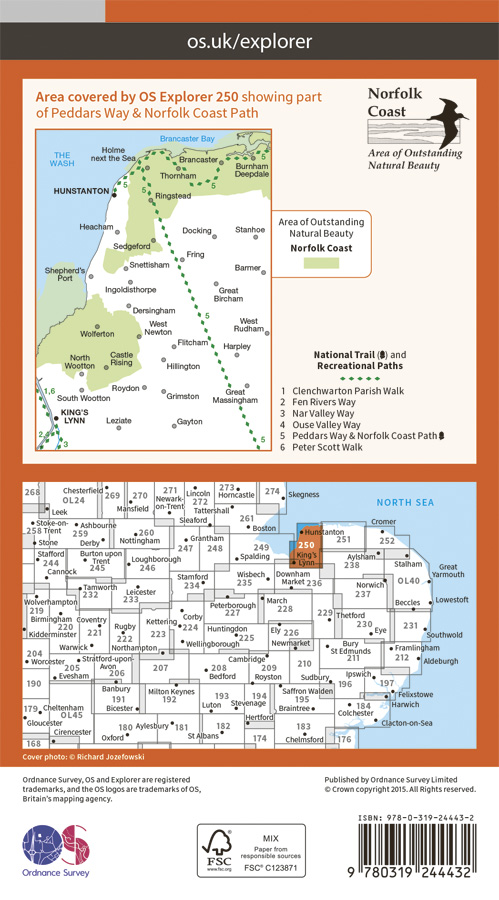 os.uk/explorer
Area covered by OS Explorer 250 showing part
of Peddars Way & Norfolk Coast Path
Norfolk
Coast
Area of Outstanding
Natural Beauty
Brancaster Bay
THE
WASH
Holme
next the Sea
Brancaster
Burnham
Deepdale
Thornham
5
5
5
5
HUNSTANTON
Ringstead
Heacham
Docking
Stanhoe
Sedgeford
Fring
Shepherd's
Port
Snettisham
Barmer
Ingoldisthorpe
Great
Bircham
Dersingham
West
Newton
West
Rudham
Wolferton
Flitcham
Harpley
North
Wootton
Castle
Rising
Hillington
Roydon
Great
Massingham
1,6
South Wootton
Grimston
KING'S
LYNN
Leziate
Gayton
2,4
3
5
Area of Outstanding
Natural Beauty
Norfolk Coast
National Trail () and
Recreational Paths
1 Clenchwarton Parish Walk
2 Fen Rivers Way
3 Nar Valley Way
4 Ouse Valley Way
5 Peddars Way & Norfolk Coast Path
6 Peter Scott Walk
NORTH SEA
268 Chesterfield OL24 269 270 271 Lincoln 272 273 Horncastle 274 Skegness
Leek Mansfield Newark-on-Trent Tattershall
Stoke-on-Trent 258 Ashbourne 259 Derby 260 Nottingham Sleaford 261 Boston Hunstanton 251 Cromer 252
Stone Grantham 247 248 249 Spalding 250 King's Lynn Aylsham 238 Stalham
Stafford 244 Burton upon Trent 245 Loughborough 246
Cannock Tamworth 232 Leicester 233 Stamford 234 Wisbech 235 Downham Market 236 Norwich 237 OL40 Great Yarmouth
Wolverhampton 219 Peterborough 227 March 228 229 Thetford 230 Beccles 231 Lowestoft
Birmingham 220 Coventry 221 Rugby 222 Kettering 223 Corby 224 Huntingdon 225 Ely 226 Eye Southwold
Kidderminster Warwick Northampton Wellingborough Newmarket Bury St Edmunds 211 Framlingham 212 Aldeburgh
204 Worcester 205 Stratford-upon-Avon 206 207 208 Bedford Cambridge 209 Royston 210 Sudbury 196 Ipswich 197
190 Evesham Banbury 191 Milton Keynes 192 193 194 Saffron Walden 195 Felixstowe
179 Cheltenham OL45 Bicester Luton Stevenage Braintree 184 Colchester Harwich
Gloucester Cirencester 180 Aylesbury 181 182 Hertford 183 Clacton-on-Sea
168 Oxford St Albans 174 Chelmsford 176
Cover photo: © Richard Jozefowski
Ordnance Survey, OS and Explorer are registered
trademarks, and the OS logos are trademarks of OS,
Britain's mapping agency.
Published by Ordnance Survey Limited
© Crown copyright 2015. All Rights reserved.
OS
Ordnance Survey
FSC
www.fsc.org
MIX
Paper from
responsible sources
FSC® C123871
ISBN: 978-0-319-24443-2
9 780319 244432